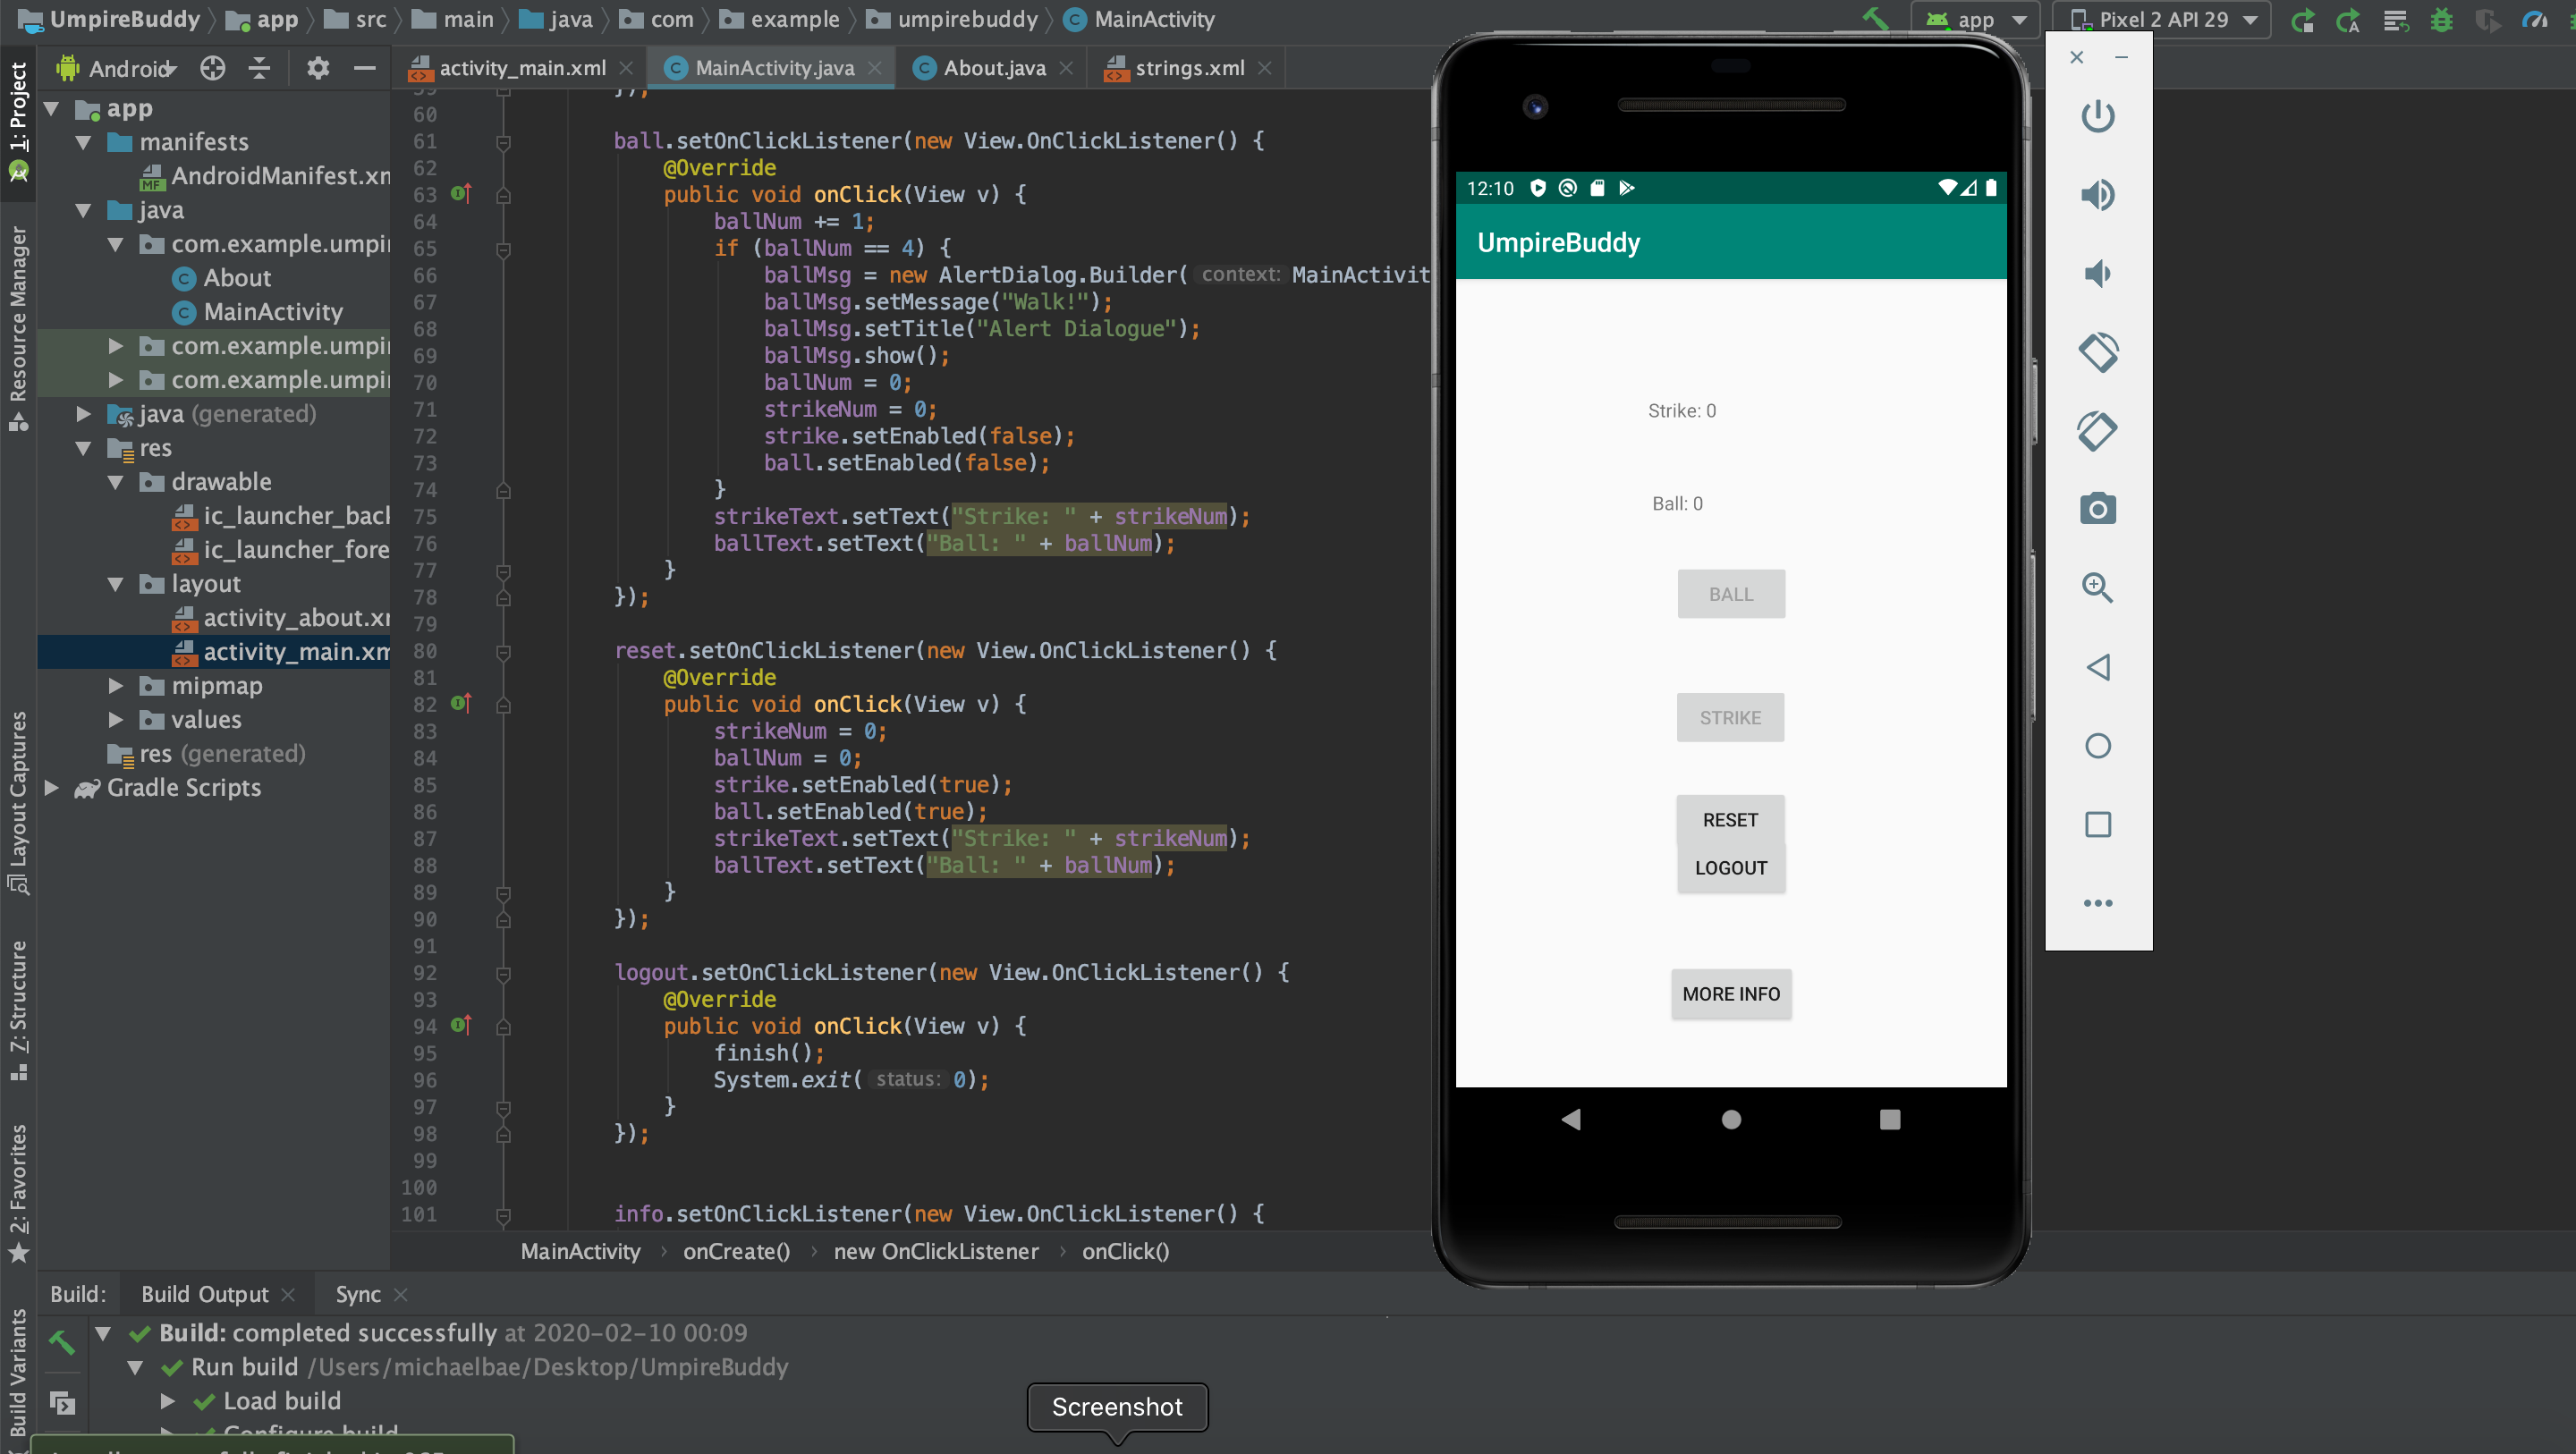 UmpireBuddy app src main java com example umpirebuddy MainActivity app Pixel 2 API 29
Android activity_main.xml MainActivity.java About.java strings.xml
1: Project
Resource Manager
Layout Captures
7: Structure
2: Favorites
Build Variants
app
manifests
AndroidManifest.xm
java
com.example.umpir
About
MainActivity
com.example.umpir
com.example.umpir
java (generated)
res
drawable
ic_launcher_back
ic_launcher_fore
layout
activity_about.xm
activity_main.xm
mipmap
values
res (generated)
Gradle Scripts
60
61 ball.setOnClickListener(new View.OnClickListener() {
62 @Override
63 public void onClick(View v) {
64 ballNum += 1;
65 if (ballNum == 4) {
66 ballMsg = new AlertDialog.Builder( context: MainActivit
67 ballMsg.setMessage("Walk!");
68 ballMsg.setTitle("Alert Dialogue");
69 ballMsg.show();
70 ballNum = 0;
71 strikeNum = 0;
72 strike.setEnabled(false);
73 ball.setEnabled(false);
74 }
75 strikeText.setText("Strike: " + strikeNum);
76 ballText.setText("Ball: " + ballNum);
77 }
78 });
79
80 reset.setOnClickListener(new View.OnClickListener() {
81 @Override
82 public void onClick(View v) {
83 strikeNum = 0;
84 ballNum = 0;
85 strike.setEnabled(true);
86 ball.setEnabled(true);
87 strikeText.setText("Strike: " + strikeNum);
88 ballText.setText("Ball: " + ballNum);
89 }
90 });
91
92 logout.setOnClickListener(new View.OnClickListener() {
93 @Override
94 public void onClick(View v) {
95 finish();
96 System.exit( status: 0);
97 }
98 });
99
100
101 info.setOnClickListener(new View.OnClickListener() {
MainActivity onCreate() new OnClickListener onClick()
12:10
UmpireBuddy
Strike: 0
Ball: 0
BALL
STRIKE
RESET
LOGOUT
MORE INFO
Build: Build Output Sync
Build: completed successfully at 2020-02-10 00:09
Run build /Users/michaelbae/Desktop/UmpireBuddy
Load build
Configure build
Screenshot